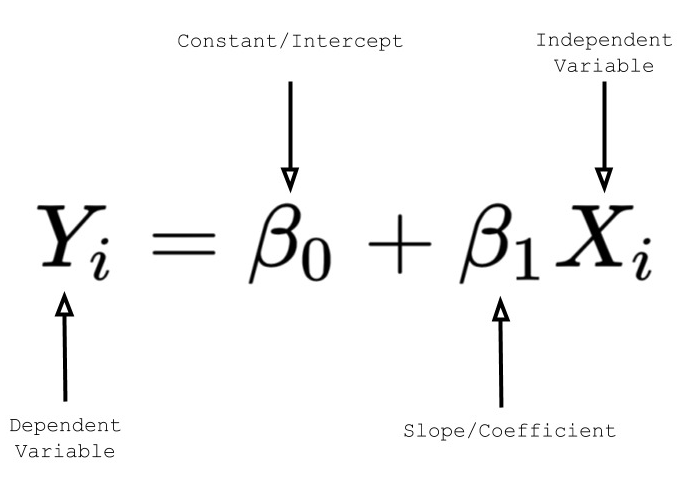 Constant/Intercept
Independent
Variable
Yᵢ = β₀ + β₁Xᵢ
Dependent
Variable
Slope/Coefficient